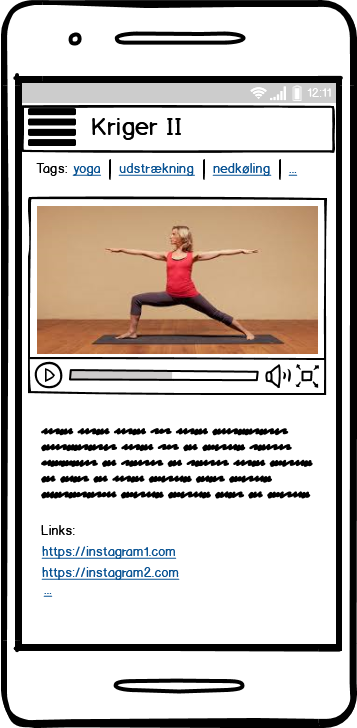 12:11
Kriger II
Tags: yoga | udstrækning | nedkøling | ...
Links:
https://instagram1.com
https://instagram2.com
...